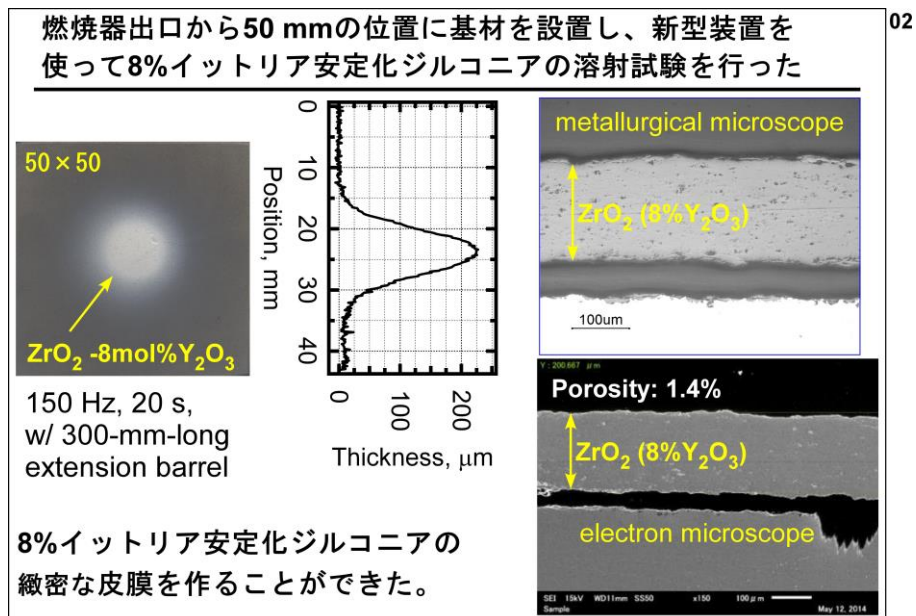 02
燃焼器出口から50 mmの位置に基材を設置し、新型装置を
使って8%イットリア安定化ジルコニアの溶射試験を行った
50×50
ZrO₂ -8mol%Y₂O₃
150 Hz, 20 s,
w/ 300-mm-long
extension barrel
0
10
20
30
40
Position, mm
0
100
200
Thickness, μm
metallurgical microscope
ZrO₂ (8%Y₂O₃)
100um
Y : 200.667 μm
Porosity: 1.4%
ZrO₂ (8%Y₂O₃)
electron microscope
SEI 15kV WD11mm SS50 x150 100μm
Sample May 12, 2014
8%イットリア安定化ジルコニアの
緻密な皮膜を作ることができた。